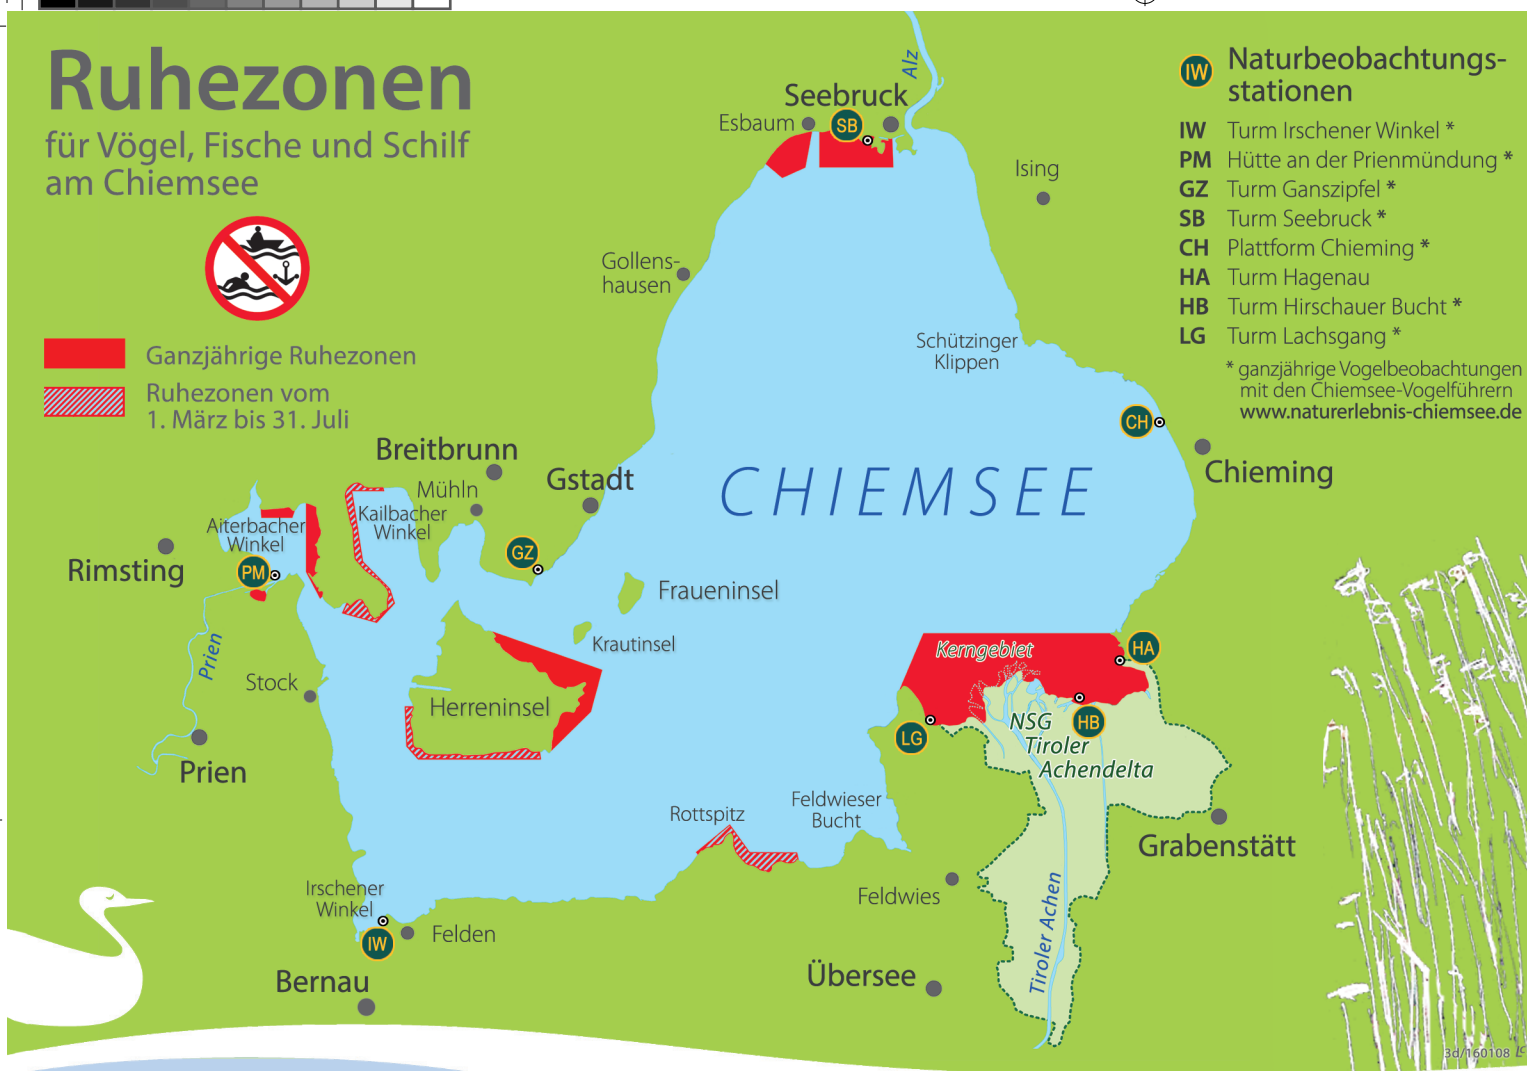 Ruhezonen
für Vögel, Fische und Schilf
am Chiemsee
Ganzjährige Ruhezonen
Ruhezonen vom
1. März bis 31. Juli
IW
Naturbeobachtungs-
stationen
IW Turm Irschener Winkel *
PM Hütte an der Prienmündung *
GZ Turm Ganszipfel *
SB Turm Seebruck *
CH Plattform Chieming *
HA Turm Hagenau
HB Turm Hirschauer Bucht *
LG Turm Lachsgang *
* ganzjährige Vogelbeobachtungen
mit den Chiemsee-Vogelführern
www.naturerlebnis-chiemsee.de
Alz
Seebruck
Esbaum
SB
Ising
Gollens-
hausen
Schützinger
Klippen
CH
Chieming
CHIEMSEE
Breitbrunn
Gstadt
Mühln
Kailbacher
Winkel
Aiterbacher
Winkel
Rimsting
PM
GZ
Fraueninsel
Krautinsel
Herreninsel
Prien
Stock
Prien
Kerngebiet
HA
LG
HB
NSG
Tiroler
Achendelta
Rottspitz
Feldwieser
Bucht
Grabenstätt
Feldwies
Tiroler Achen
Irschener
Winkel
IW
Felden
Bernau
Übersee
3d/160108